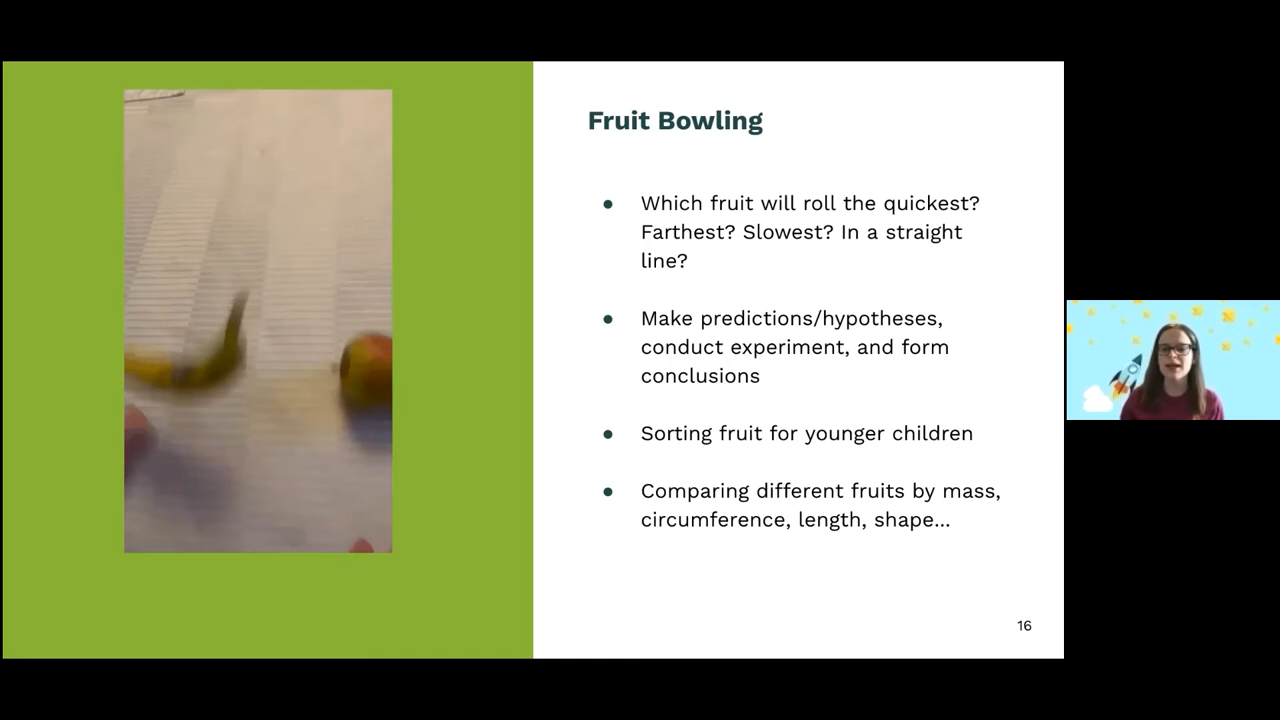 Fruit Bowling
● Which fruit will roll the quickest?
Farthest? Slowest? In a straight
line?
● Make predictions/hypotheses,
conduct experiment, and form
conclusions
● Sorting fruit for younger children
● Comparing different fruits by mass,
circumference, length, shape...
16